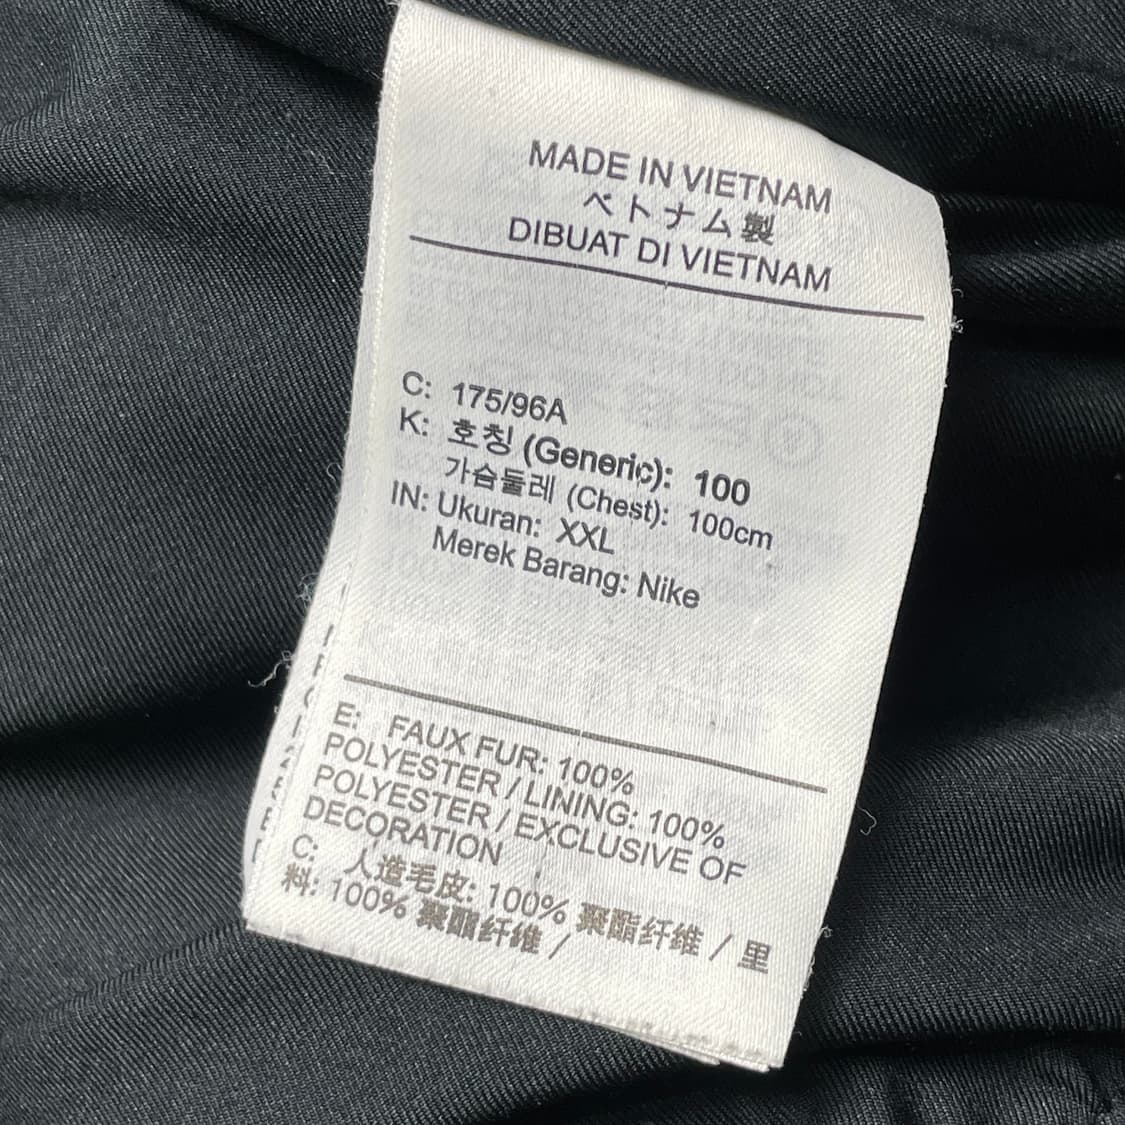 MADE IN VIETNAM
ベトナム製
DIBUAT DI VIETNAM
C: 175/96A
K: 호칭 (Generic): 100
가슴둘레 (Chest): 100cm
IN: Ukuran: XXL
Merek Barang: Nike
E: FAUX FUR: 100%
POLYESTER / LINING: 100%
POLYESTER / EXCLUSIVE OF
DECORATION
C: 人造毛皮: 100% 聚酯纤维 / 里
料: 100% 聚酯纤维 /